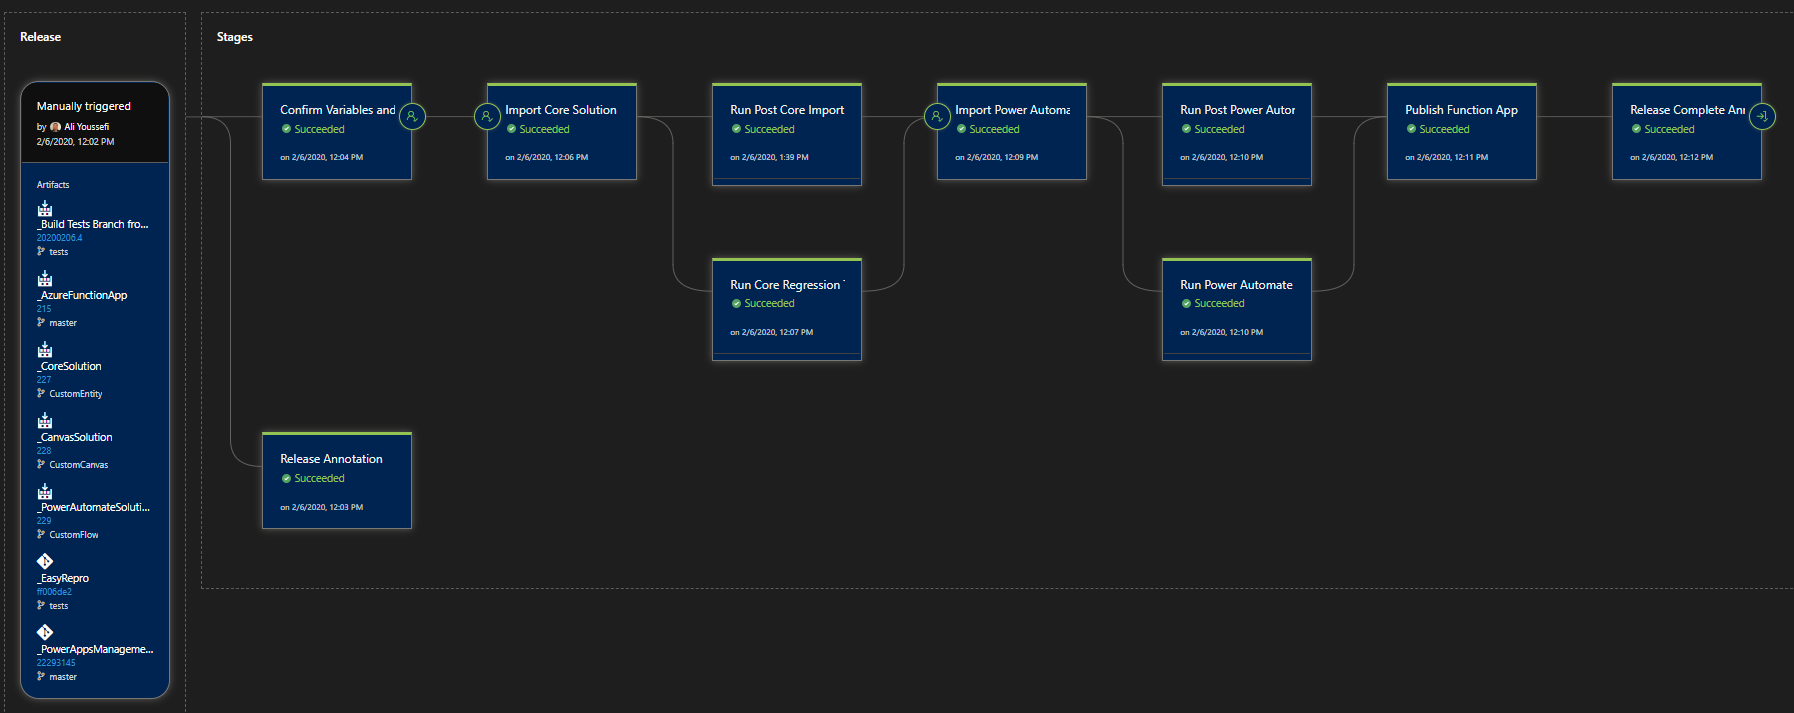 Release
Manually triggered
by Ali Youssefi
2/6/2020, 12:02 PM
Artifacts
_Build Tests Branch fro...
20200206.4
tests
_AzureFunctionApp
215
master
_CoreSolution
227
CustomEntity
_CanvasSolution
228
CustomCanvas
_PowerAutomateSoluti...
229
CustomFlow
_EasyRepro
ff006de2
tests
_PowerAppsManageme...
22293145
master
Stages
Confirm Variables and
Succeeded
on 2/6/2020, 12:04 PM
Import Core Solution
Succeeded
on 2/6/2020, 12:06 PM
Run Post Core Import
Succeeded
on 2/6/2020, 1:39 PM
Import Power Automa
Succeeded
on 2/6/2020, 12:09 PM
Run Post Power Autor
Succeeded
on 2/6/2020, 12:10 PM
Publish Function App
Succeeded
on 2/6/2020, 12:11 PM
Release Complete An
Succeeded
on 2/6/2020, 12:12 PM
Run Core Regression
Succeeded
on 2/6/2020, 12:07 PM
Run Power Automate
Succeeded
on 2/6/2020, 12:10 PM
Release Annotation
Succeeded
on 2/6/2020, 12:03 PM